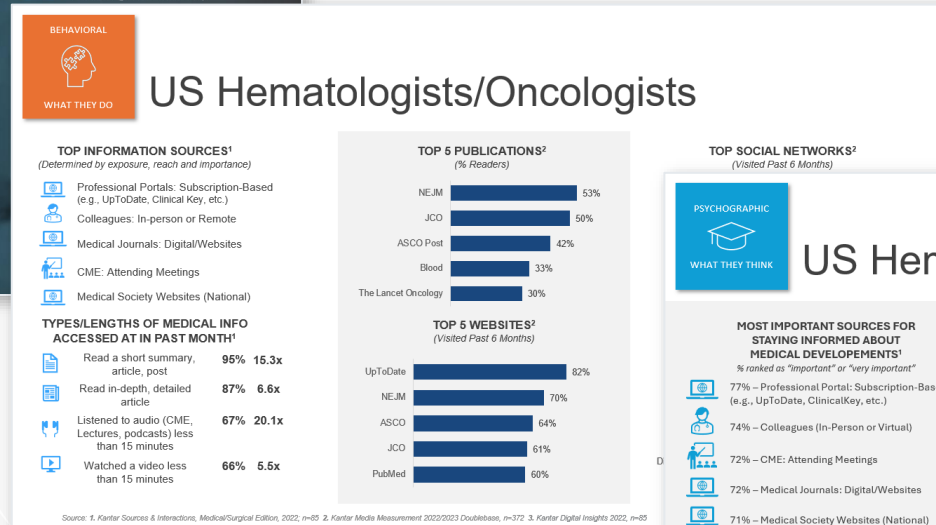 BEHAVIORAL
WHAT THEY DO
US Hematologists/Oncologists
TOP INFORMATION SOURCES¹
(Determined by exposure, reach and importance)
Professional Portals: Subscription-Based
(e.g., UpToDate, Clinical Key, etc.)
Colleagues: In-person or Remote
Medical Journals: Digital/Websites
CME: Attending Meetings
Medical Society Websites (National)
TYPES/LENGTHS OF MEDICAL INFO
ACCESSED AT IN PAST MONTH¹
Read a short summary,
article, post
95% 15.3x
Read in-depth, detailed
article
87% 6.6x
Listened to audio (CME,
Lectures, podcasts) less
than 15 minutes
67% 20.1x
Watched a video less
than 15 minutes
66% 5.5x
TOP 5 PUBLICATIONS²
(% Readers)
NEJM 53%
JCO 50%
ASCO Post 42%
Blood 33%
The Lancet Oncology 30%
TOP 5 WEBSITES²
(Visited Past 6 Months)
UpToDate 82%
NEJM 70%
ASCO 64%
JCO 61%
PubMed 60%
TOP SOCIAL NETWORKS²
(Visited Past 6 Months)
D
PSYCHOGRAPHIC
WHAT THEY THINK
US Hem
MOST IMPORTANT SOURCES FOR
STAYING INFORMED ABOUT
MEDICAL DEVELOPEMENTS¹
% ranked as "important" or "very important"
77% – Professional Portal: Subscription-Bas
(e.g., UpToDate, ClinicalKey, etc.)
74% – Colleagues (In-Person or Virtual)
72% – CME: Attending Meetings
72% – Medical Journals: Digital/Websites
71% – Medical Society Websites (National)
Source: 1. Kantar Sources & Interactions, Medical/Surgical Edition, 2022; n=85 2. Kantar Media Measurement 2022/2023 Doublebase, n=372 3. Kantar Digital Insights 2022, n=85